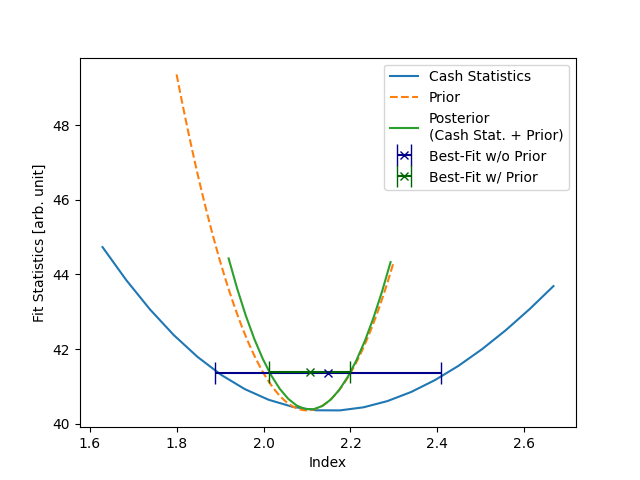 Cash Statistics
Prior
Posterior
(Cash Stat. + Prior)
Best-Fit w/o Prior
Best-Fit w/ Prior
Fit Statistics [arb. unit]
48
46
44
42
40
1.6 1.8 2.0 2.2 2.4 2.6
Index